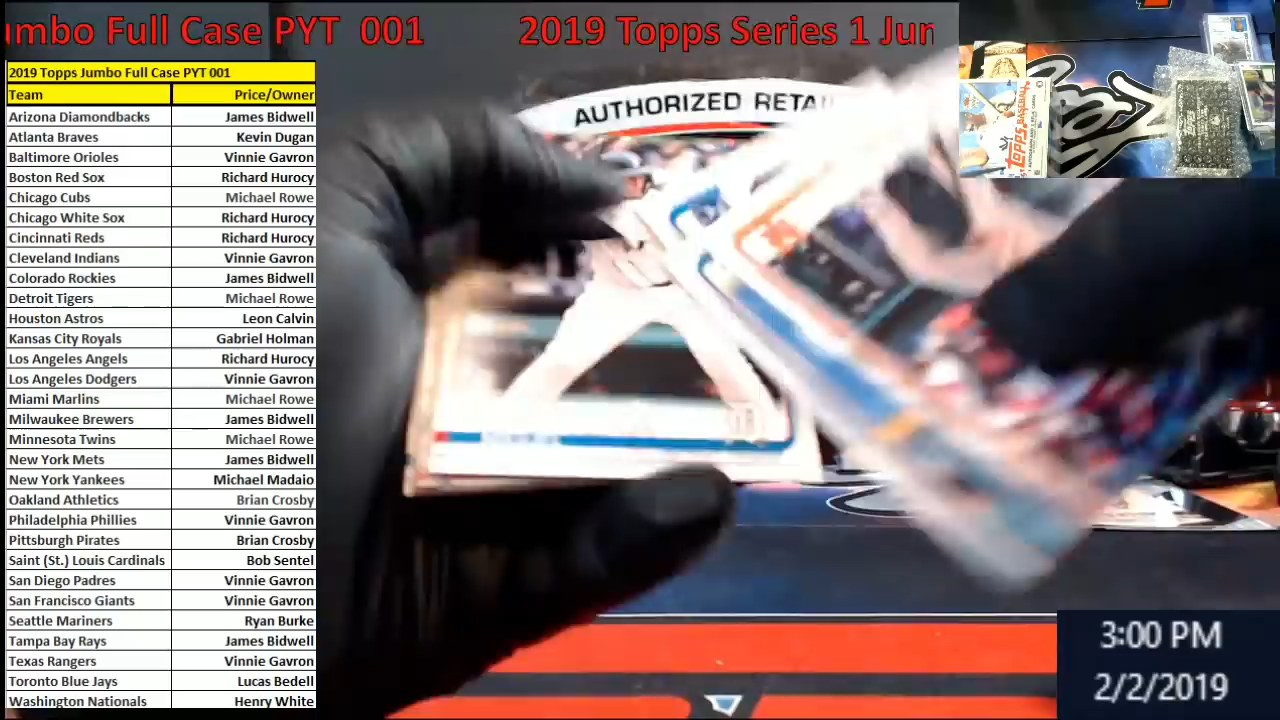 umbo Full Case PYT 001 2019 Topps Series 1 Jun
2019 Topps Jumbo Full Case PYT 001
Team Price/Owner
Arizona Diamondbacks James Bidwell
Atlanta Braves Kevin Dugan
Baltimore Orioles Vinnie Gavron
Boston Red Sox Richard Hurocy
Chicago Cubs Michael Rowe
Chicago White Sox Richard Hurocy
Cincinnati Reds Richard Hurocy
Cleveland Indians Vinnie Gavron
Colorado Rockies James Bidwell
Detroit Tigers Michael Rowe
Houston Astros Leon Calvin
Kansas City Royals Gabriel Holman
Los Angeles Angels Richard Hurocy
Los Angeles Dodgers Vinnie Gavron
Miami Marlins Michael Rowe
Milwaukee Brewers James Bidwell
Minnesota Twins Michael Rowe
New York Mets James Bidwell
New York Yankees Michael Madaio
Oakland Athletics Brian Crosby
Philadelphia Phillies Vinnie Gavron
Pittsburgh Pirates Brian Crosby
Saint (St.) Louis Cardinals Bob Sentel
San Diego Padres Vinnie Gavron
San Francisco Giants Vinnie Gavron
Seattle Mariners Ryan Burke
Tampa Bay Rays James Bidwell
Texas Rangers Vinnie Gavron
Toronto Blue Jays Lucas Bedell
Washington Nationals Henry White
AUTHORIZED RETAI
TOPPS BASEBALL
3:00 PM
2/2/2019